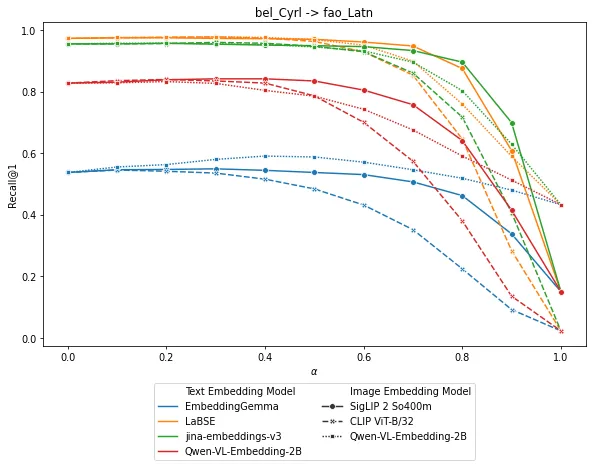 bel_Cyrl -> fao_Latn
Recall@1
1.0
0.8
0.6
0.4
0.2
0.0
0.0 0.2 0.4 0.6 0.8 1.0
α
Text Embedding Model
EmbeddingGemma
LaBSE
jina-embeddings-v3
Qwen-VL-Embedding-2B
Image Embedding Model
SigLIP 2 So400m
CLIP ViT-B/32
Qwen-VL-Embedding-2B